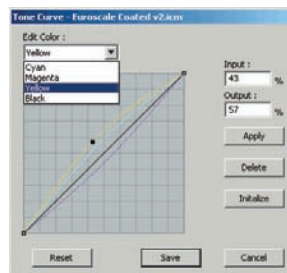 Tone Curve - Euroscale Coated v2.icm
Edit Color :
Yellow
Cyan
Magenta
Yellow
Black
Input :
43 %
Output :
57 %
Apply
Delete
Initialize
Reset
Save
Cancel